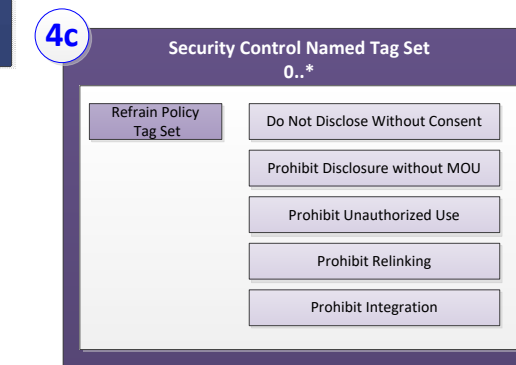 4c
Security Control Named Tag Set
0..*
Refrain Policy
Tag Set
Do Not Disclose Without Consent
Prohibit Disclosure without MOU
Prohibit Unauthorized Use
Prohibit Relinking
Prohibit Integration